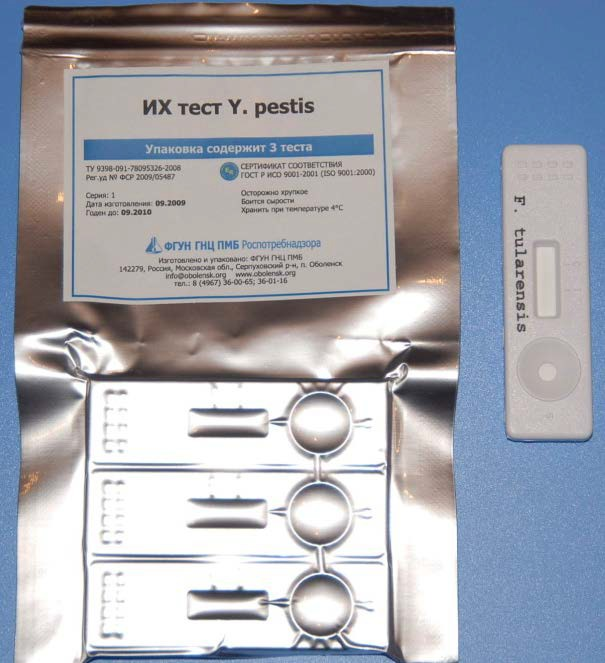 ИХ тест Y. pestis
Упаковка содержит 3 теста
ТУ 9398-091-78095326-2008
Рег.уд № ФСР 2009/05487
СЕРТИФИКАТ СООТВЕТСТВИЯ
ГОСТ Р ИСО 9001-2001 (ISO 9001:2000)
Серия: 1
Дата изготовления: 09.2009
Годен до: 09.2010
Осторожно хрупкое
Боится сырости
Хранить при температуре 4°С
ФГУН ГНЦ ПМБ Роспотребнадзора
Изготовлено и упаковано: ФГУН ГНЦ ПМБ
142279, Россия, Московская обл., Серпуховский р-н, п. Оболенск
info@obolensk.org www.obolensk.org
тел.: 8 (4967) 36-00-65; 36-01-16
F. tularensis